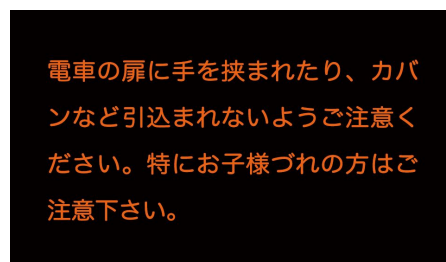 電車の扉に手を挟まれたり、カバ
ンなど引込まれないようご注意く
ださい。特にお子様づれの方はご
注意下さい。